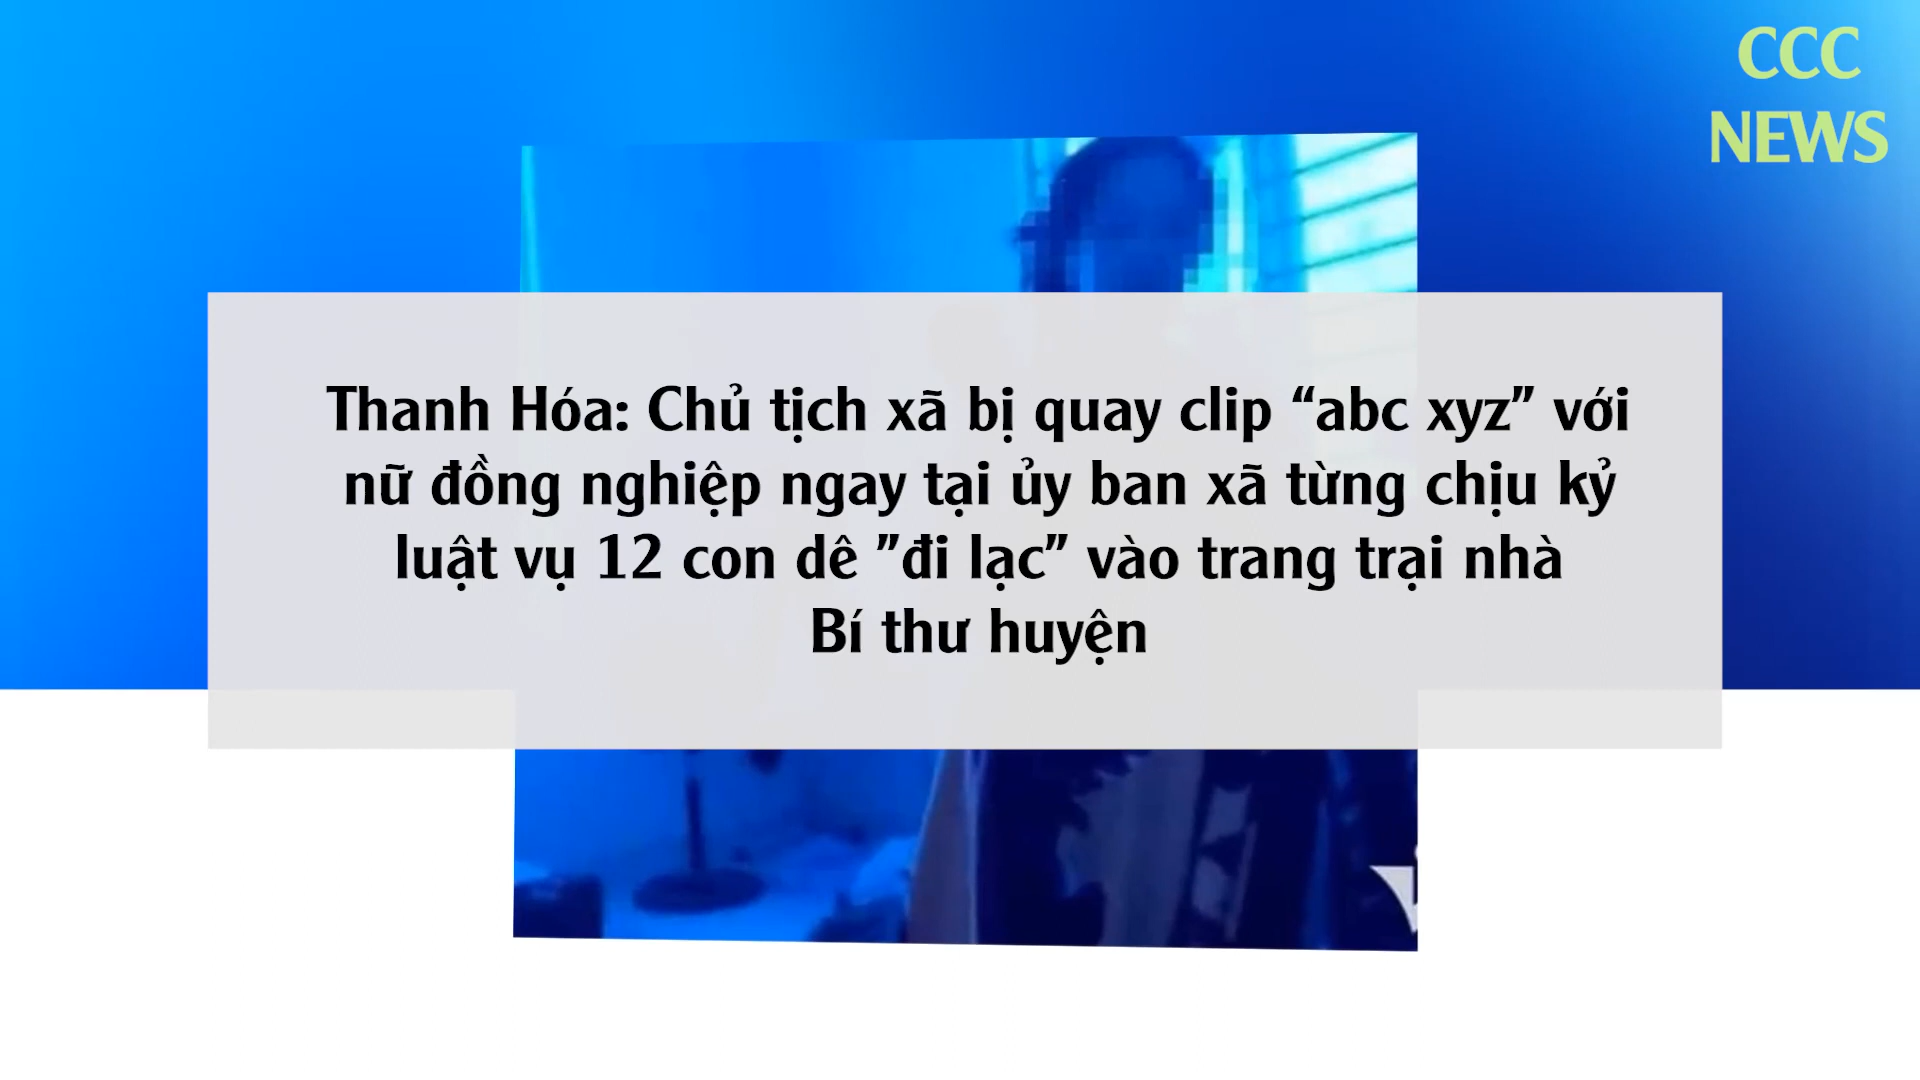 CCC
NEWS
Thanh Hóa: Chủ tịch xã bị quay clip “abc xyz” với
nữ đồng nghiệp ngay tại ủy ban xã từng chịu kỷ
luật vụ 12 con dê "đi lạc” vào trang trại nhà
Bí thư huyện